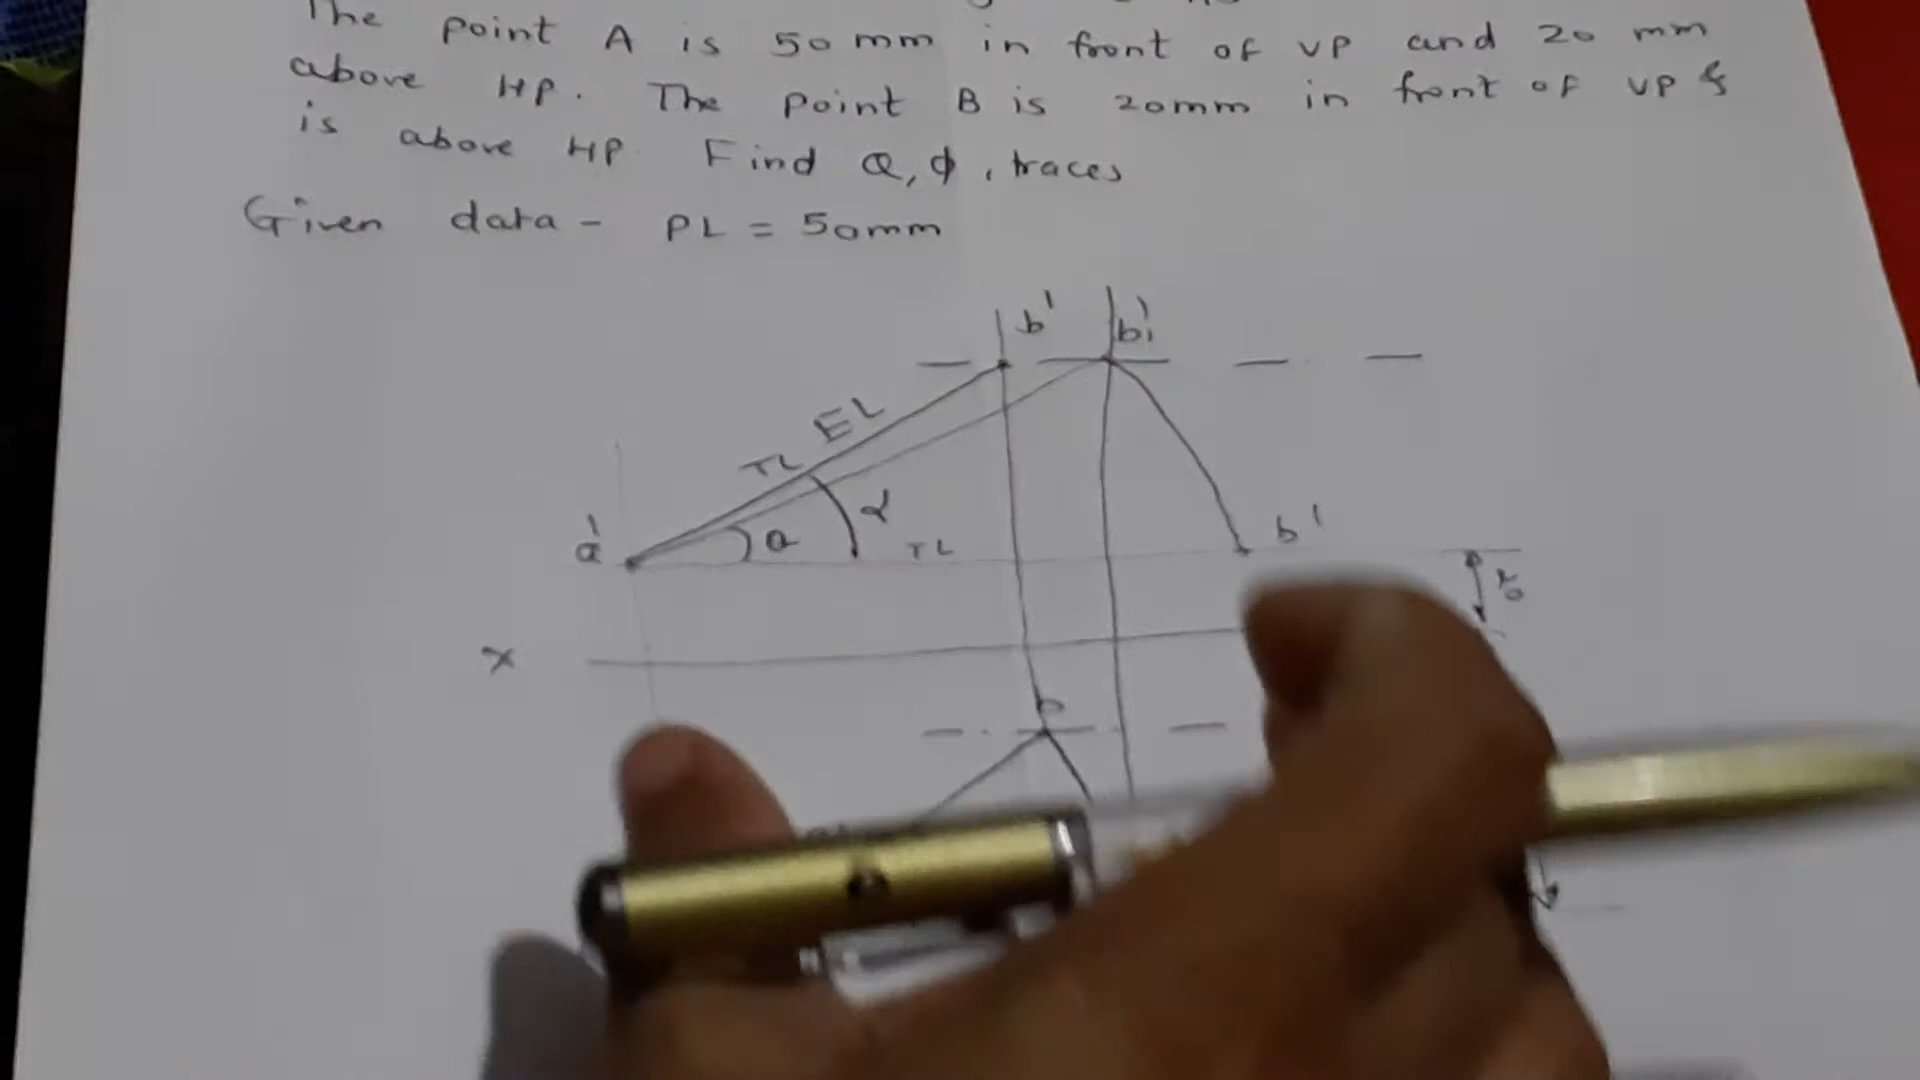 The point A is 50 mm in front of VP and 20 mm
above HP. The point B is 20mm in front of VP &
is above HP. Find Q, ϕ, traces
Given data - PL = 50mm
b' b₁'
EL
TL
α
a' Q TL b'
20
x
b